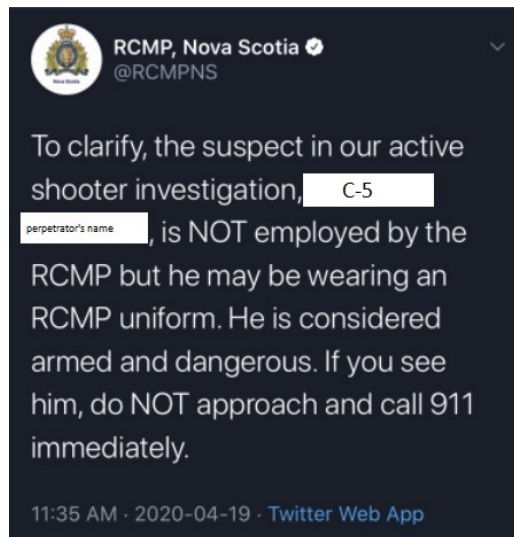 RCMP, Nova Scotia
@RCMPNS
To clarify, the suspect in our active
shooter investigation, C-5
perpetrator's name , is NOT employed by the
RCMP but he may be wearing an
RCMP uniform. He is considered
armed and dangerous. If you see
him, do NOT approach and call 911
immediately.
11:35 AM · 2020-04-19 · Twitter Web App